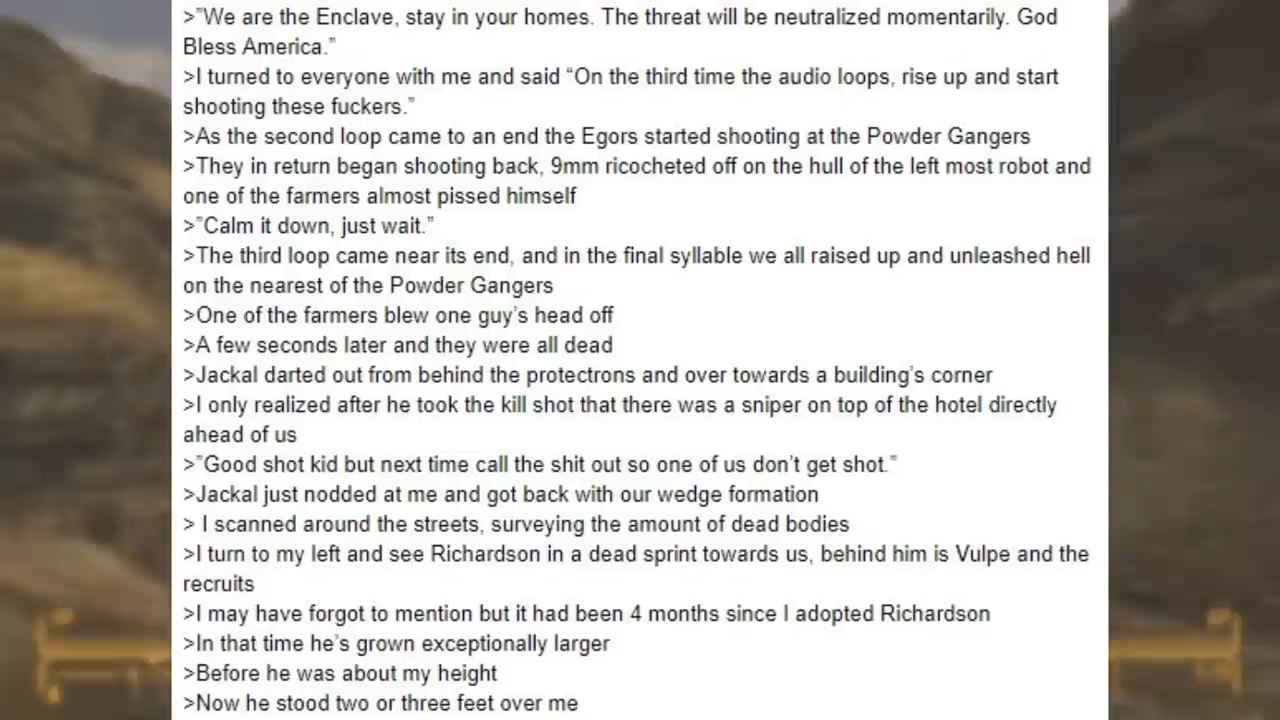 >"We are the Enclave, stay in your homes. The threat will be neutralized momentarily. God
Bless America."
>I turned to everyone with me and said “On the third time the audio loops, rise up and start
shooting these fuckers.”
>As the second loop came to an end the Egors started shooting at the Powder Gangers
>They in return began shooting back, 9mm ricocheted off on the hull of the left most robot and
one of the farmers almost pissed himself
>"Calm it down, just wait."
>The third loop came near its end, and in the final syllable we all raised up and unleashed hell
on the nearest of the Powder Gangers
>One of the farmers blew one guy's head off
>A few seconds later and they were all dead
>Jackal darted out from behind the protectrons and over towards a building's corner
>I only realized after he took the kill shot that there was a sniper on top of the hotel directly
ahead of us
>"Good shot kid but next time call the shit out so one of us don't get shot."
>Jackal just nodded at me and got back with our wedge formation
> I scanned around the streets, surveying the amount of dead bodies
>I turn to my left and see Richardson in a dead sprint towards us, behind him is Vulpe and the
recruits
>I may have forgot to mention but it had been 4 months since I adopted Richardson
>In that time he's grown exceptionally larger
>Before he was about my height
>Now he stood two or three feet over me